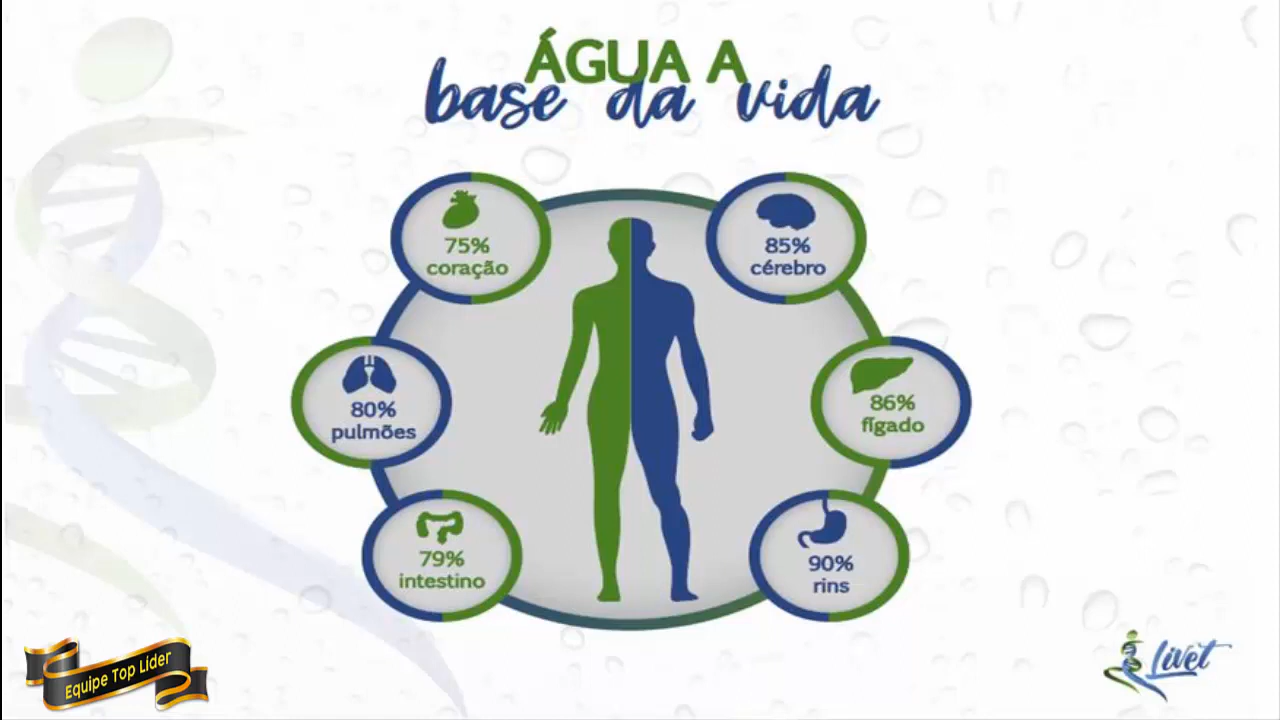 ÁGUA A
base da vida
75%
coração
85%
cérebro
80%
pulmões
86%
fígado
79%
intestino
90%
rins
Equipe Top Líder
Livet